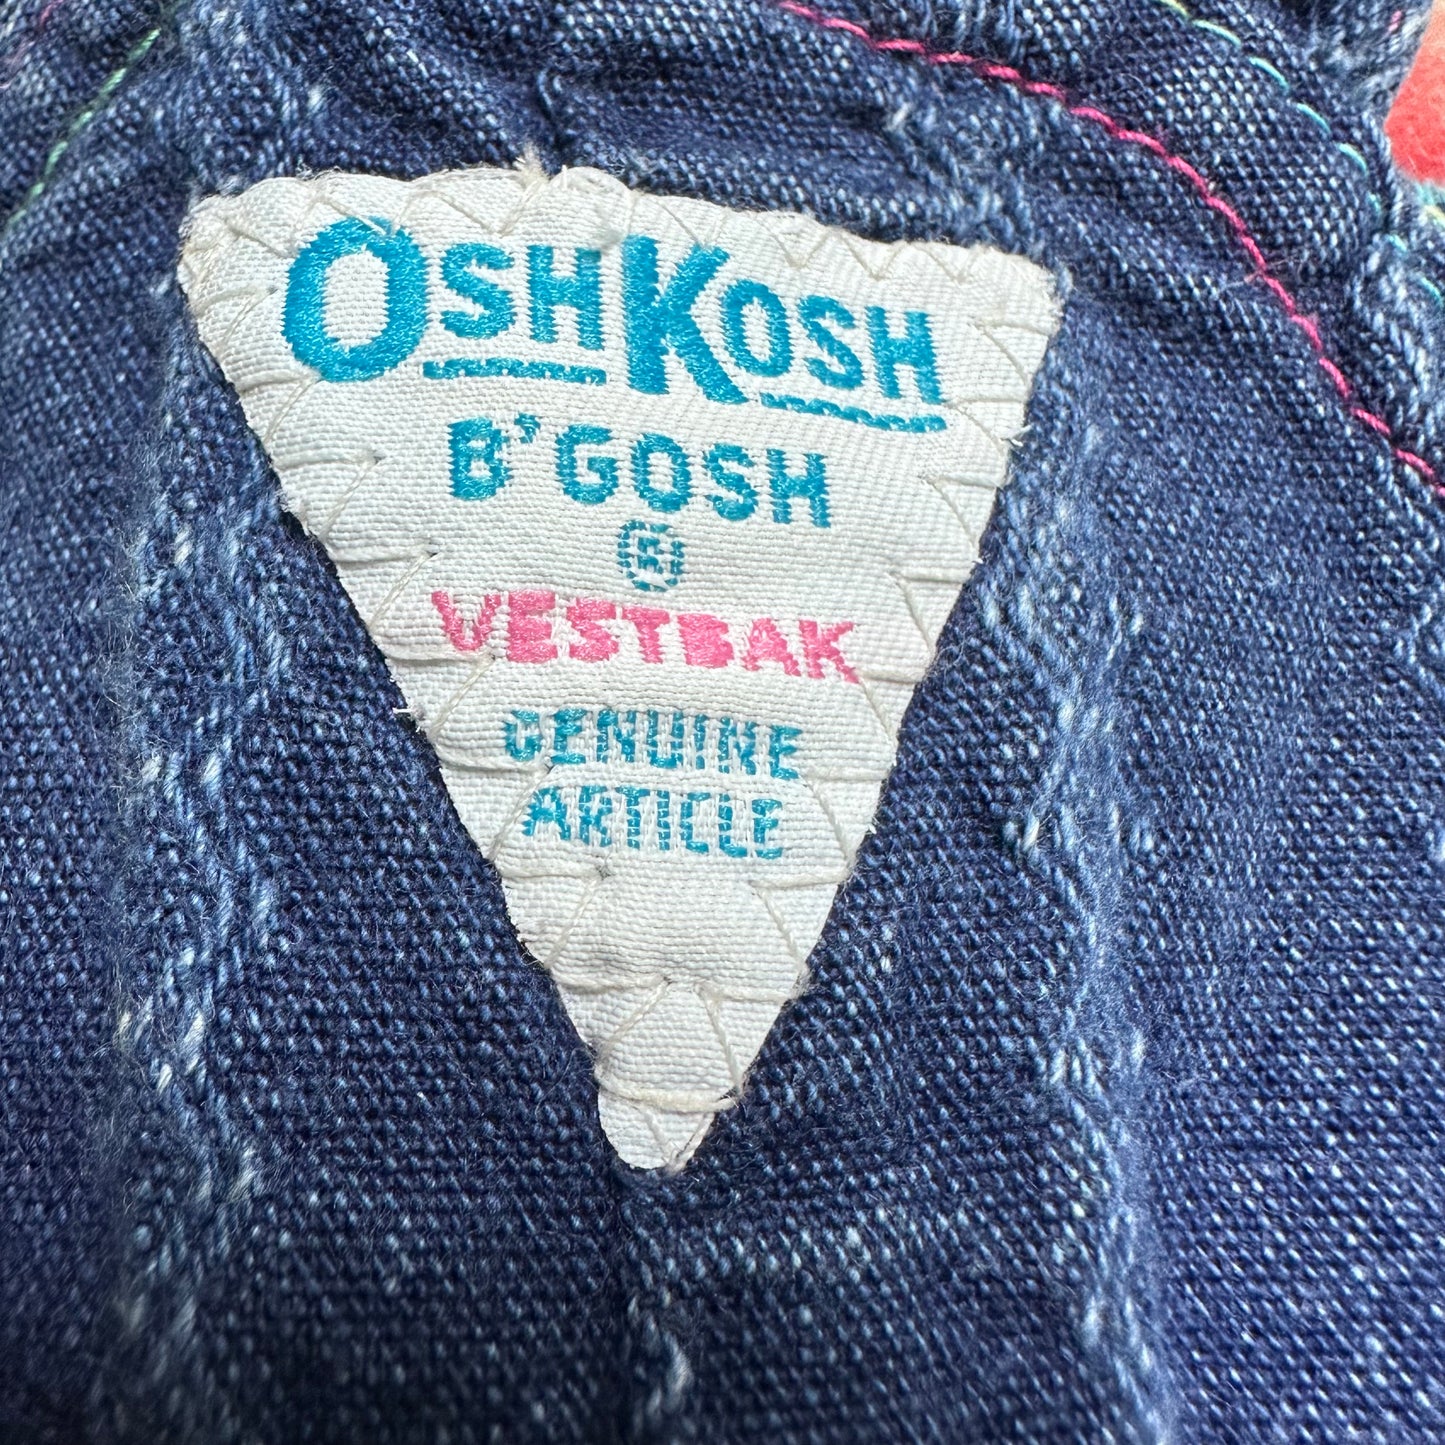 OSHKOSH
B'GOSH
®
VESTBAK
GENUINE
ARTICLE